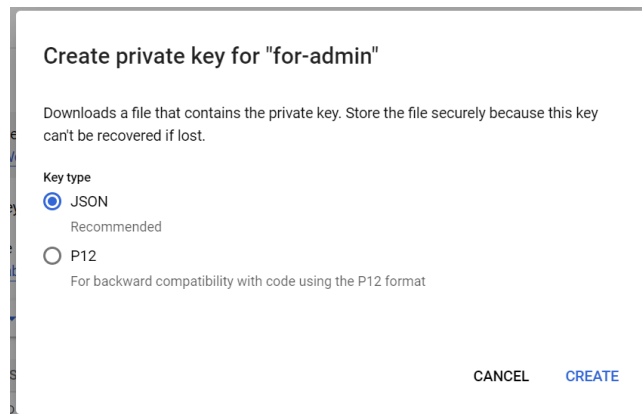 Create private key for "for-admin"
Downloads a file that contains the private key. Store the file securely because this key
can't be recovered if lost.
Key type
JSON
Recommended
P12
For backward compatibility with code using the P12 format
CANCEL CREATE